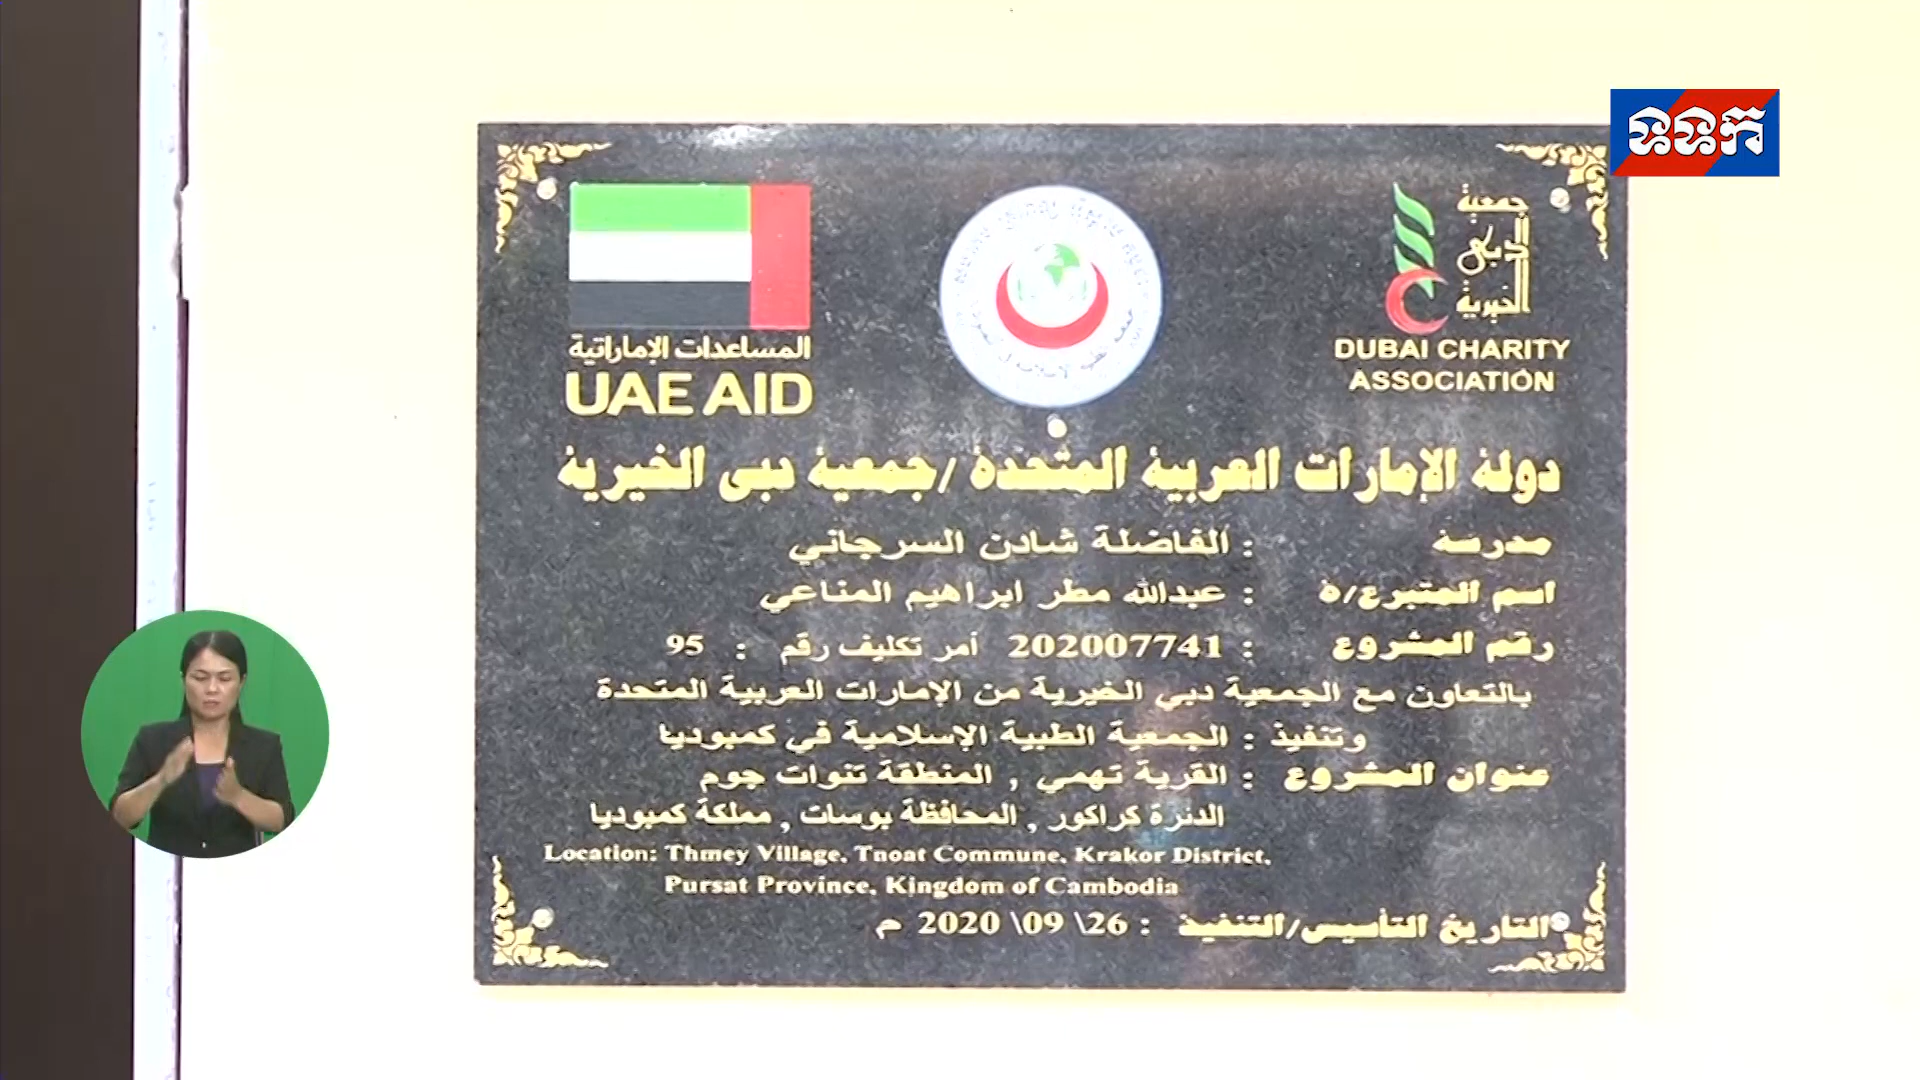 ជជក
المساعدات الإماراتية
UAE AID
جمعية
دبي
الخيرية
DUBAI CHARITY
ASSOCIATION
دولة الإمارات العربية المتحدة /جمعية دبى الخيرية
مدرسة : الفاضلة شادن السرجاني
اسم المتبرع/ة : عبدالله مطر ابراهيم المناعي
رقم المشروع : 202007741 أمر تكليف رقم : 95
بالتعاون مع الجمعية دبي الخيرية من الإمارات العربية المتحدة
وتنفيذ : الجمعية الطبية الإسلامية في كمبوديا
عنوان المشروع : القرية تهمي , المنطقة تنوات جوم
الدنرة كراكور , المحافظة بوسات , مملكة كمبوديا
Location: Thmey Village, Tnoat Commune, Krakor District,
Pursat Province, Kingdom of Cambodia
التاريخ التأسيس/التنفيذ : 26\ 09\ 2020 م